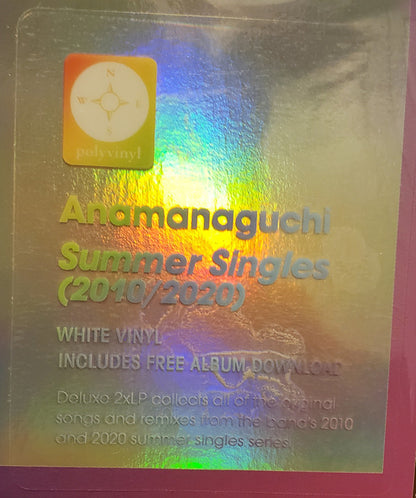 N
W E
S
polyvinyl
Anamanaguchi
Summer Singles
(2010/2020)
WHITE VINYL
INCLUDES FREE ALBUM DOWNLOAD
Deluxe 2xLP collects all of the original
songs and remixes from the band's 2010
and 2020 summer singles series.